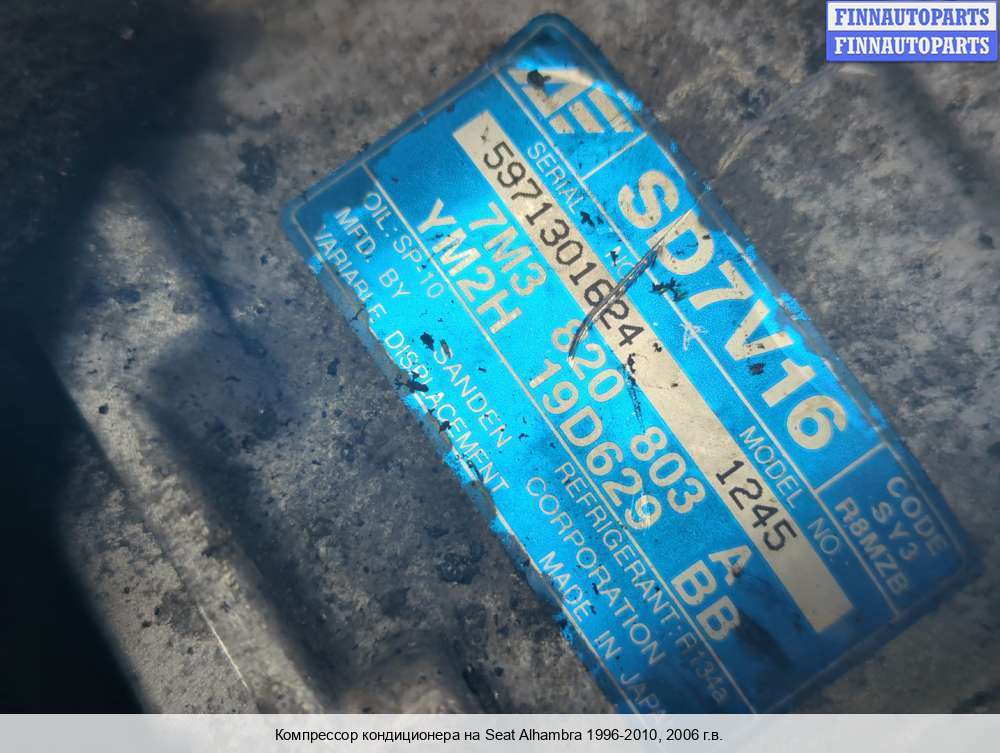 FINNAUTOPARTS
FINNAUTOPARTS
SD7V16
CODE
SY3
R8MZB
SERIAL NO.
MODEL NO.
5971301624 1245
7M3 820 803 A
YM2H 19D629 BB
OIL: SP-10 REFRIGERANT: R134a
MFD. BY SANDEN CORPORATION
VARIABLE DISPLACEMENT MADE IN JAPAN
Компрессор кондиционера на Seat Alhambra 1996-2010, 2006 г.в.